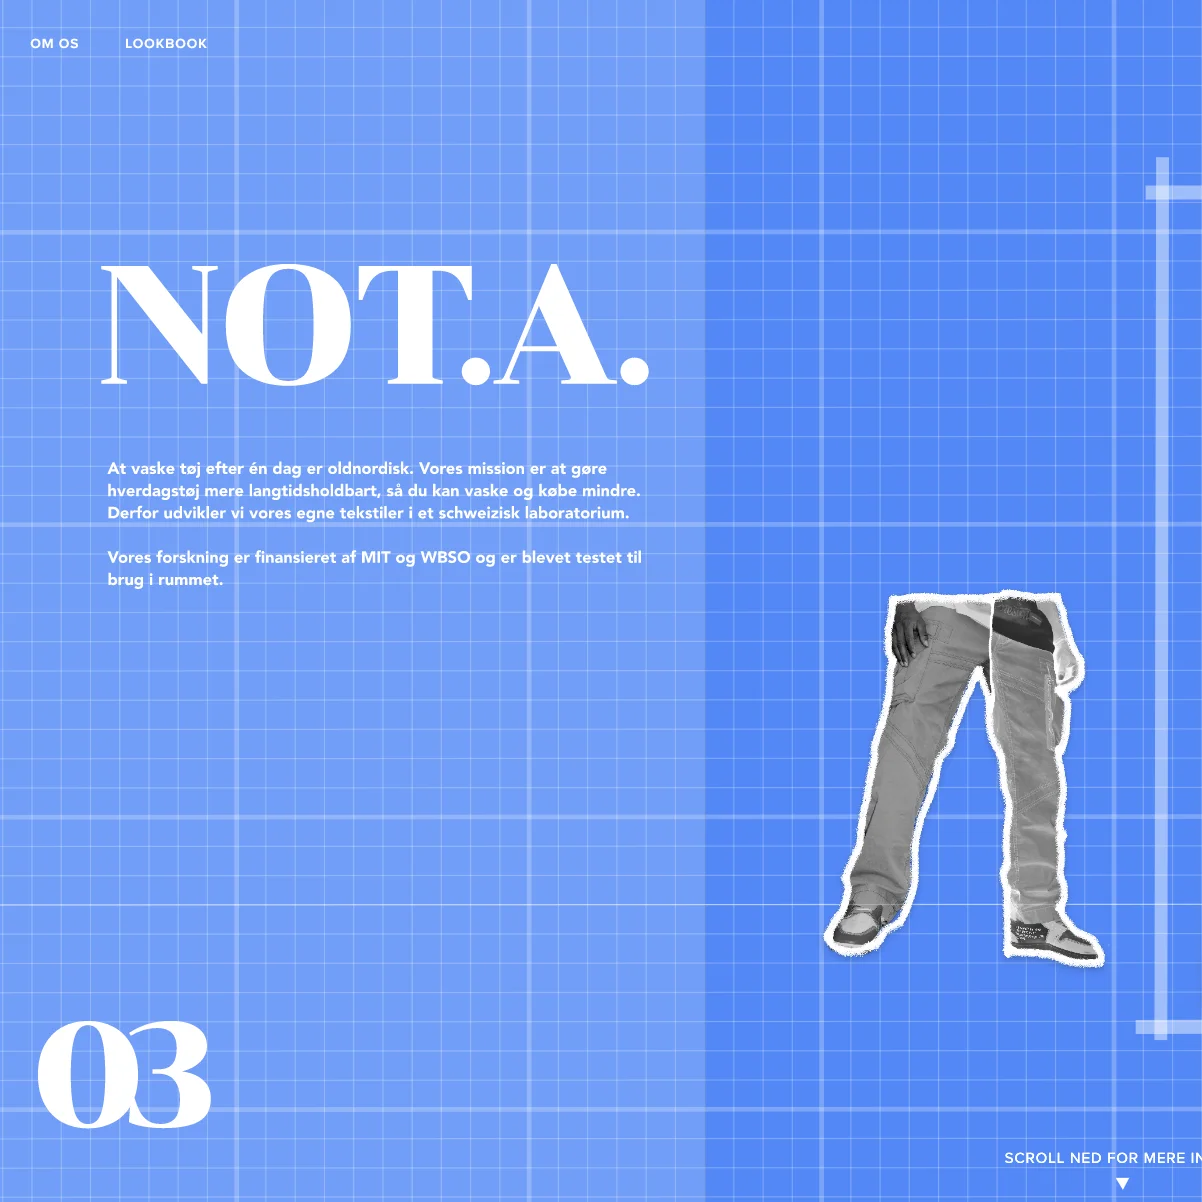 OM OS
LOOKBOOK
NOT.A.
At vaske tøj efter én dag er oldnordisk. Vores mission er at gøre
hverdagstøj mere langtidsholdbart, så du kan vaske og købe mindre.
Derfor udvikler vi vores egne tekstiler i et schweizisk laboratorium.
Vores forskning er finansieret af MIT og WBSO og er blevet testet til
brug i rummet.
03
SCROLL NED FOR MERE IN